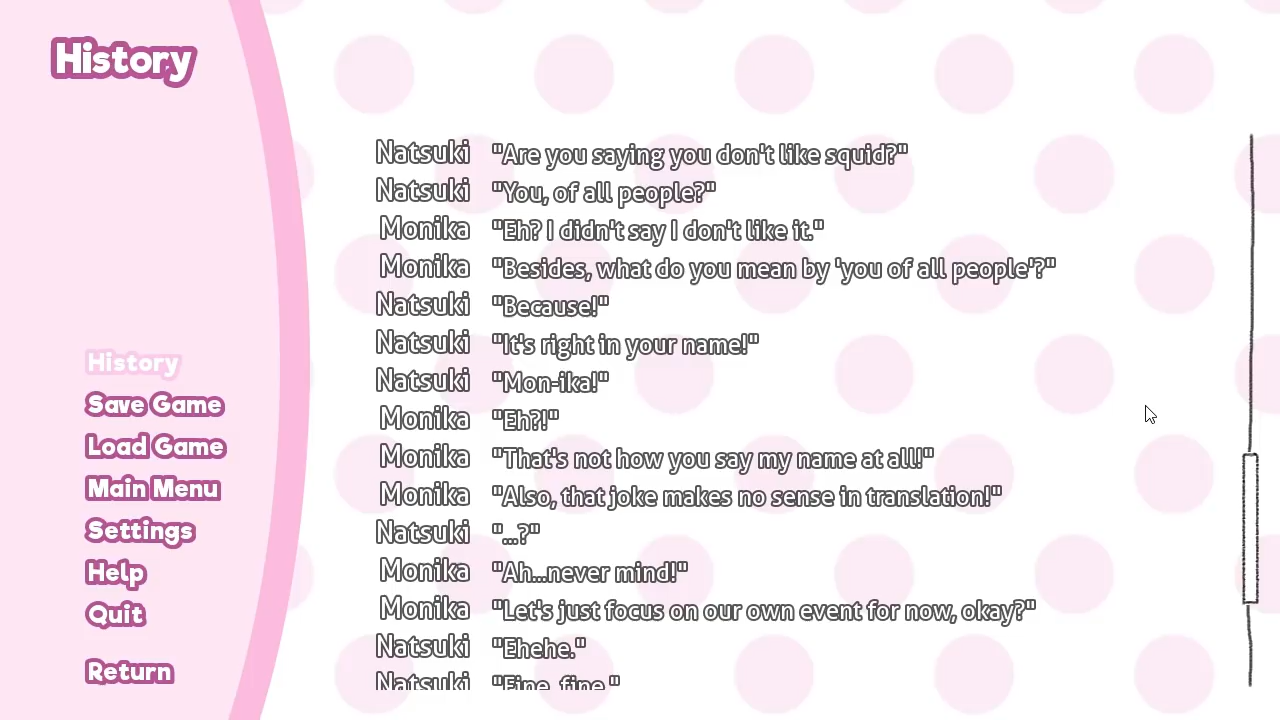 History
Natsuki "Are you saying you don't like squid?"
Natsuki "You, of all people?"
Monika "Eh? I didn't say I don't like it."
Monika "Besides, what do you mean by 'you of all people'?"
Natsuki "Because!"
Natsuki "It's right in your name!"
Natsuki "Mon-ika!"
Monika "Eh?!"
Monika "That's not how you say my name at all!"
Monika "Also, that joke makes no sense in translation!"
Natsuki "...?"
Monika "Ah...never mind!"
Monika "Let's just focus on our own event for now, okay?"
Natsuki "Ehehe."
Natsuki "Fine, fine."
History
Save Game
Load Game
Main Menu
Settings
Help
Quit
Return